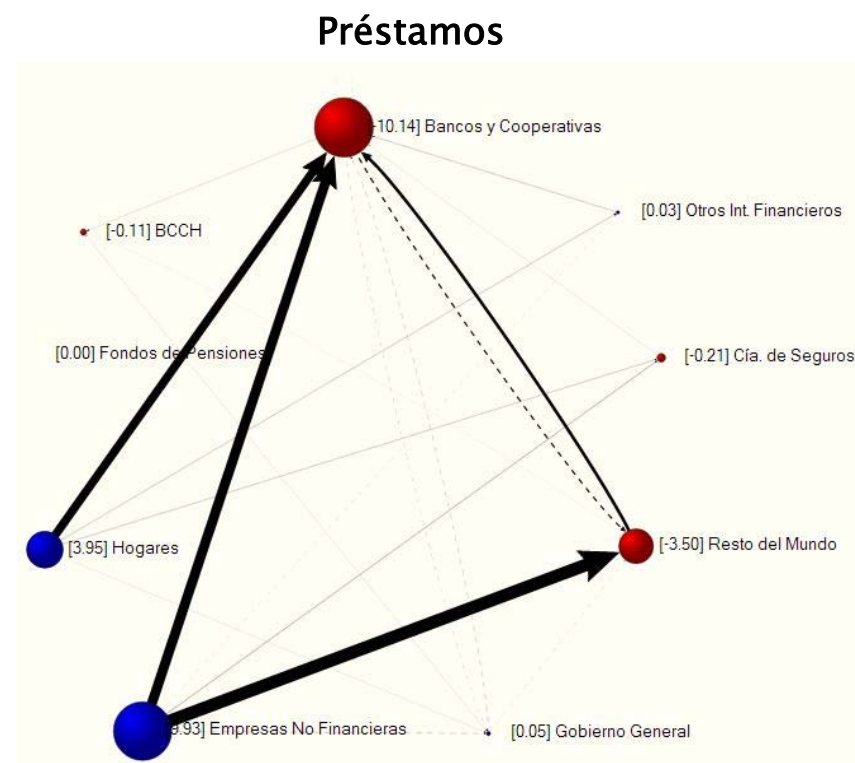 Préstamos
-10.14] Bancos y Cooperativas
[0.03] Otros Int. Financieros
[-0.11] BCCH
[0.00] Fondos de Pensiones
[-0.21] Cía. de Seguros
[3.95] Hogares
[-3.50] Resto del Mundo
9.93] Empresas No Financieras
[0.05] Gobierno General